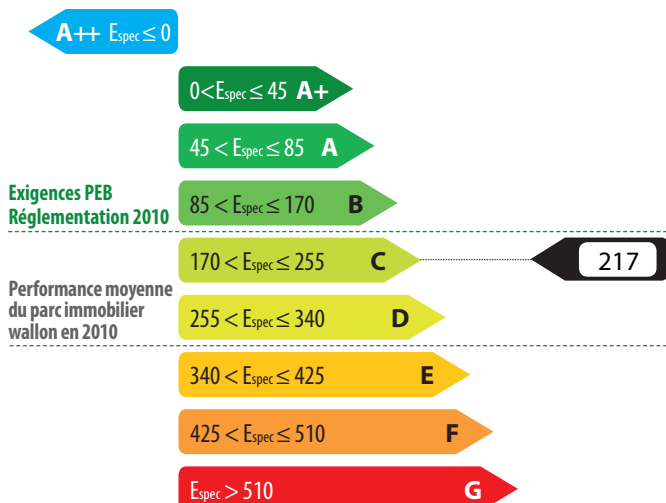 A++ Espec ≤ 0
0<Espec ≤ 45 A+
45 < Espec ≤ 85 A
Exigences PEB
Réglementation 2010
85 < Espec ≤ 170 B
170 < Espec ≤ 255 C
217
Performance moyenne
du parc immobilier
wallon en 2010
255 < Espec ≤ 340 D
340 < Espec ≤ 425 E
425 < Espec ≤ 510 F
Espec > 510 G